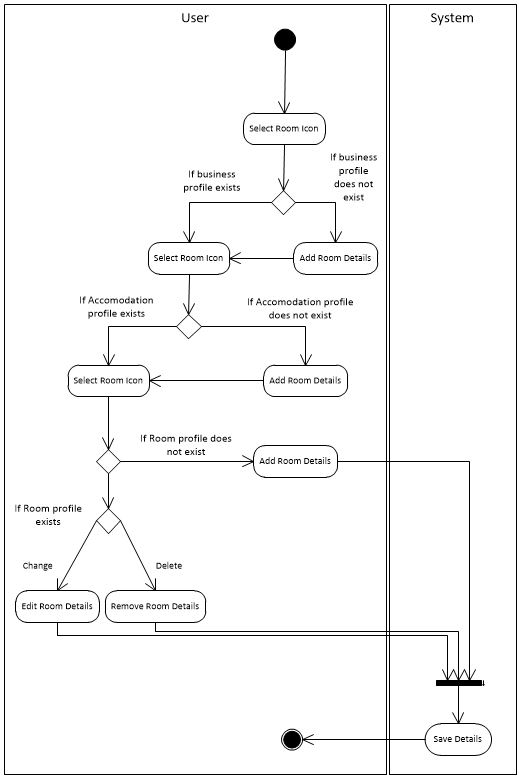 User
System
Select Room Icon
If business
profile exists
If business
profile
does not
exist
Select Room Icon
Add Room Details
If Accomodation
profile exists
If Accomodation profile
does not exist
Select Room Icon
Add Room Details
If Room profile does
not exist
Add Room Details
If Room profile
exists
Change
Delete
Edit Room Details
Remove Room Details
Save Details